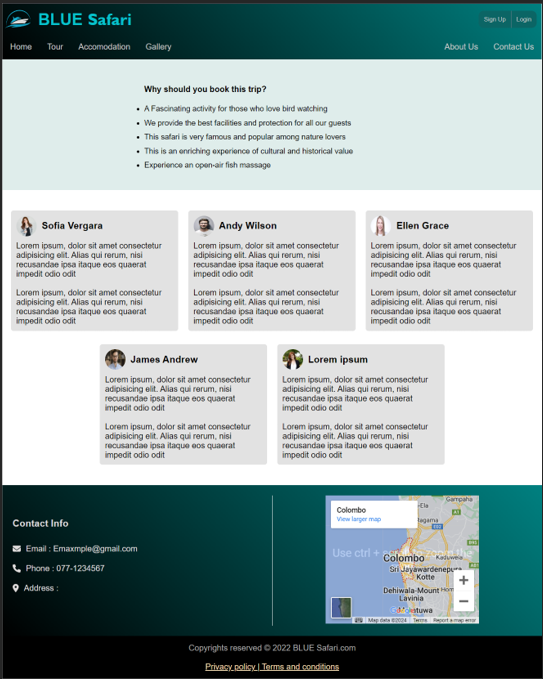 BLUE Safari
Sign Up
Login
Home
Tour
Accomodation
Gallery
About Us
Contact Us
Why should you book this trip?
A Fascinating activity for those who love bird watching
We provide the best facilities and protection for all our guests
This safari is very famous and popular among nature lovers
This is an enriching experience of cultural and historical value
Experience an open-air fish massage
Sofia Vergara
Lorem ipsum, dolor sit amet consectetur
adipisicing elit. Alias qui rerum, nisi
recusandae ipsa itaque eos quaerat
impedit odio odit
Lorem ipsum, dolor sit amet consectetur
adipisicing elit. Alias qui rerum, nisi
recusandae ipsa itaque eos quaerat
impedit odio odit
Andy Wilson
Lorem ipsum, dolor sit amet consectetur
adipisicing elit. Alias qui rerum, nisi
recusandae ipsa itaque eos quaerat
impedit odio odit
Lorem ipsum, dolor sit amet consectetur
adipisicing elit. Alias qui rerum, nisi
recusandae ipsa itaque eos quaerat
impedit odio odit
Ellen Grace
Lorem ipsum, dolor sit amet consectetur
adipisicing elit. Alias qui rerum, nisi
recusandae ipsa itaque eos quaerat
impedit odio odit
Lorem ipsum, dolor sit amet consectetur
adipisicing elit. Alias qui rerum, nisi
recusandae ipsa itaque eos quaerat
impedit odio odit
James Andrew
Lorem ipsum, dolor sit amet consectetur
adipisicing elit. Alias qui rerum, nisi
recusandae ipsa itaque eos quaerat
impedit odio odit
Lorem ipsum, dolor sit amet consectetur
adipisicing elit. Alias qui rerum, nisi
recusandae ipsa itaque eos quaerat
impedit odio odit
Lorem ipsum
Lorem ipsum, dolor sit amet consectetur
adipisicing elit. Alias qui rerum, nisi
recusandae ipsa itaque eos quaerat
impedit odio odit
Lorem ipsum, dolor sit amet consectetur
adipisicing elit. Alias qui rerum, nisi
recusandae ipsa itaque eos quaerat
impedit odio odit
Contact Info
Email : Emaxmple@gmail.com
Phone : 077-1234567
Address :
Colombo
View larger map
Gampaha
A1
Use ctrl + scroll to zoom the
Colombo
Kaduwela
Sri Jayawardenepura
Kotte
Dehiwala-Mount
Lavinia
Google
Map data ©2024
Terms
Report a map error
Copyrights reserved © 2022 BLUE Safari.com
Privacy policy | Terms and conditions